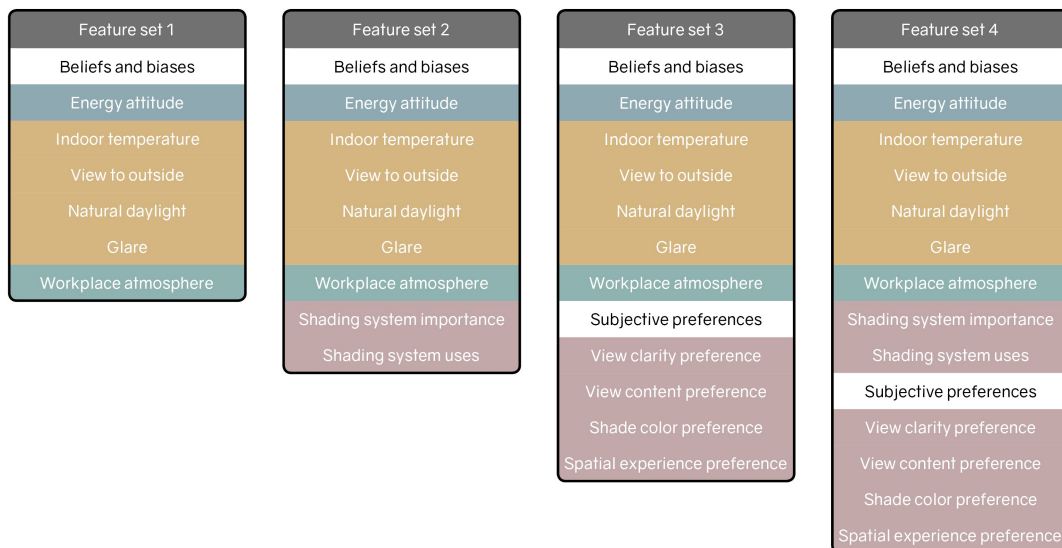 Feature set 1
Beliefs and biases
Energy attitude
Indoor temperature
View to outside
Natural daylight
Glare
Workplace atmosphere
Feature set 2
Beliefs and biases
Energy attitude
Indoor temperature
View to outside
Natural daylight
Glare
Workplace atmosphere
Shading system importance
Shading system uses
Feature set 3
Beliefs and biases
Energy attitude
Indoor temperature
View to outside
Natural daylight
Glare
Workplace atmosphere
Subjective preferences
View clarity preference
View content preference
Shade color preference
Spatial experience preference
Feature set 4
Beliefs and biases
Energy attitude
Indoor temperature
View to outside
Natural daylight
Glare
Workplace atmosphere
Shading system importance
Shading system uses
Subjective preferences
View clarity preference
View content preference
Shade color preference
Spatial experience preference